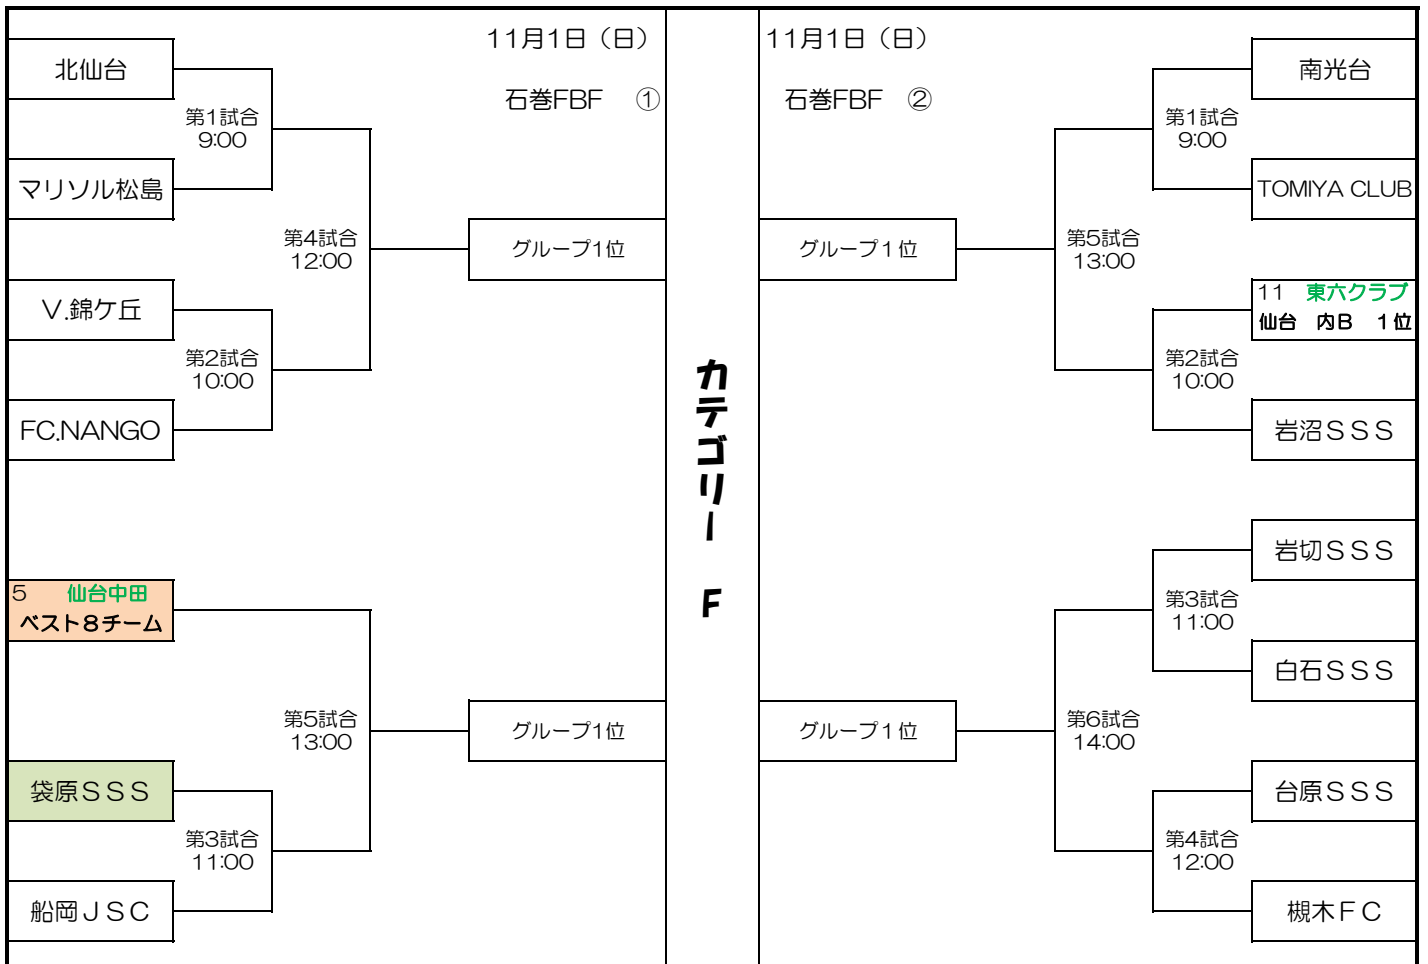 11月1日（日）
石巻FBF　①
北仙台
第1試合
9:00
マリソル松島
第4試合
12:00
グループ1位
V.錦ケ丘
第2試合
10:00
FC.NANGO
5　仙台中田
ベスト8チーム
第5試合
13:00
グループ1位
袋原ＳＳＳ
第3試合
11:00
船岡ＪＳＣ
カテゴリー　F
11月1日（日）
石巻FBF　②
南光台
第1試合
9:00
TOMIYA CLUB
グループ１位
第5試合
13:00
11　東六クラブ
仙台　内B　1位
第2試合
10:00
岩沼ＳＳＳ
岩切ＳＳＳ
第3試合
11:00
白石ＳＳＳ
グループ１位
第6試合
14:00
台原ＳＳＳ
第4試合
12:00
槻木ＦＣ